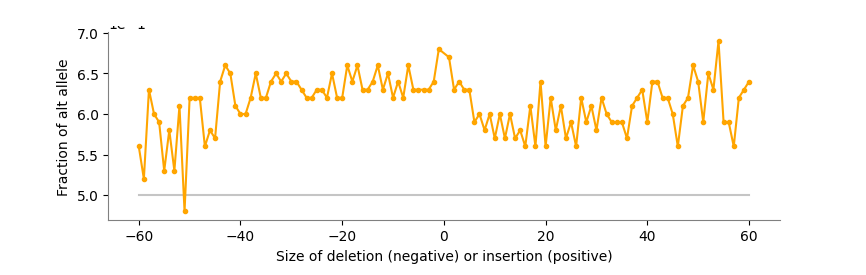 7.0
6.5
6.0
5.5
5.0
Fraction of alt allele
−60 −40 −20 0 20 40 60
Size of deletion (negative) or insertion (positive)